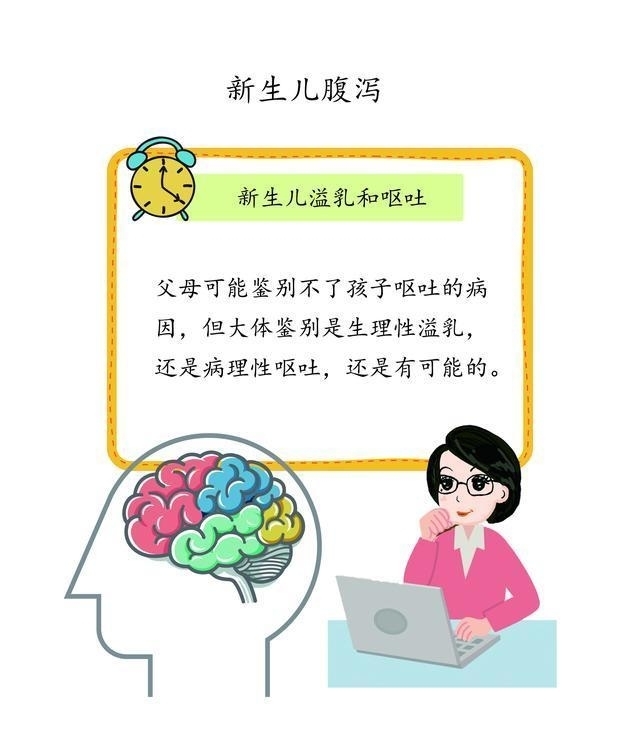 新生儿腹泻
新生儿溢乳和呕吐
父母可能鉴别不了孩子呕吐的病
因，但大体鉴别是生理性溢乳，
还是病理性呕吐，还是有可能的。